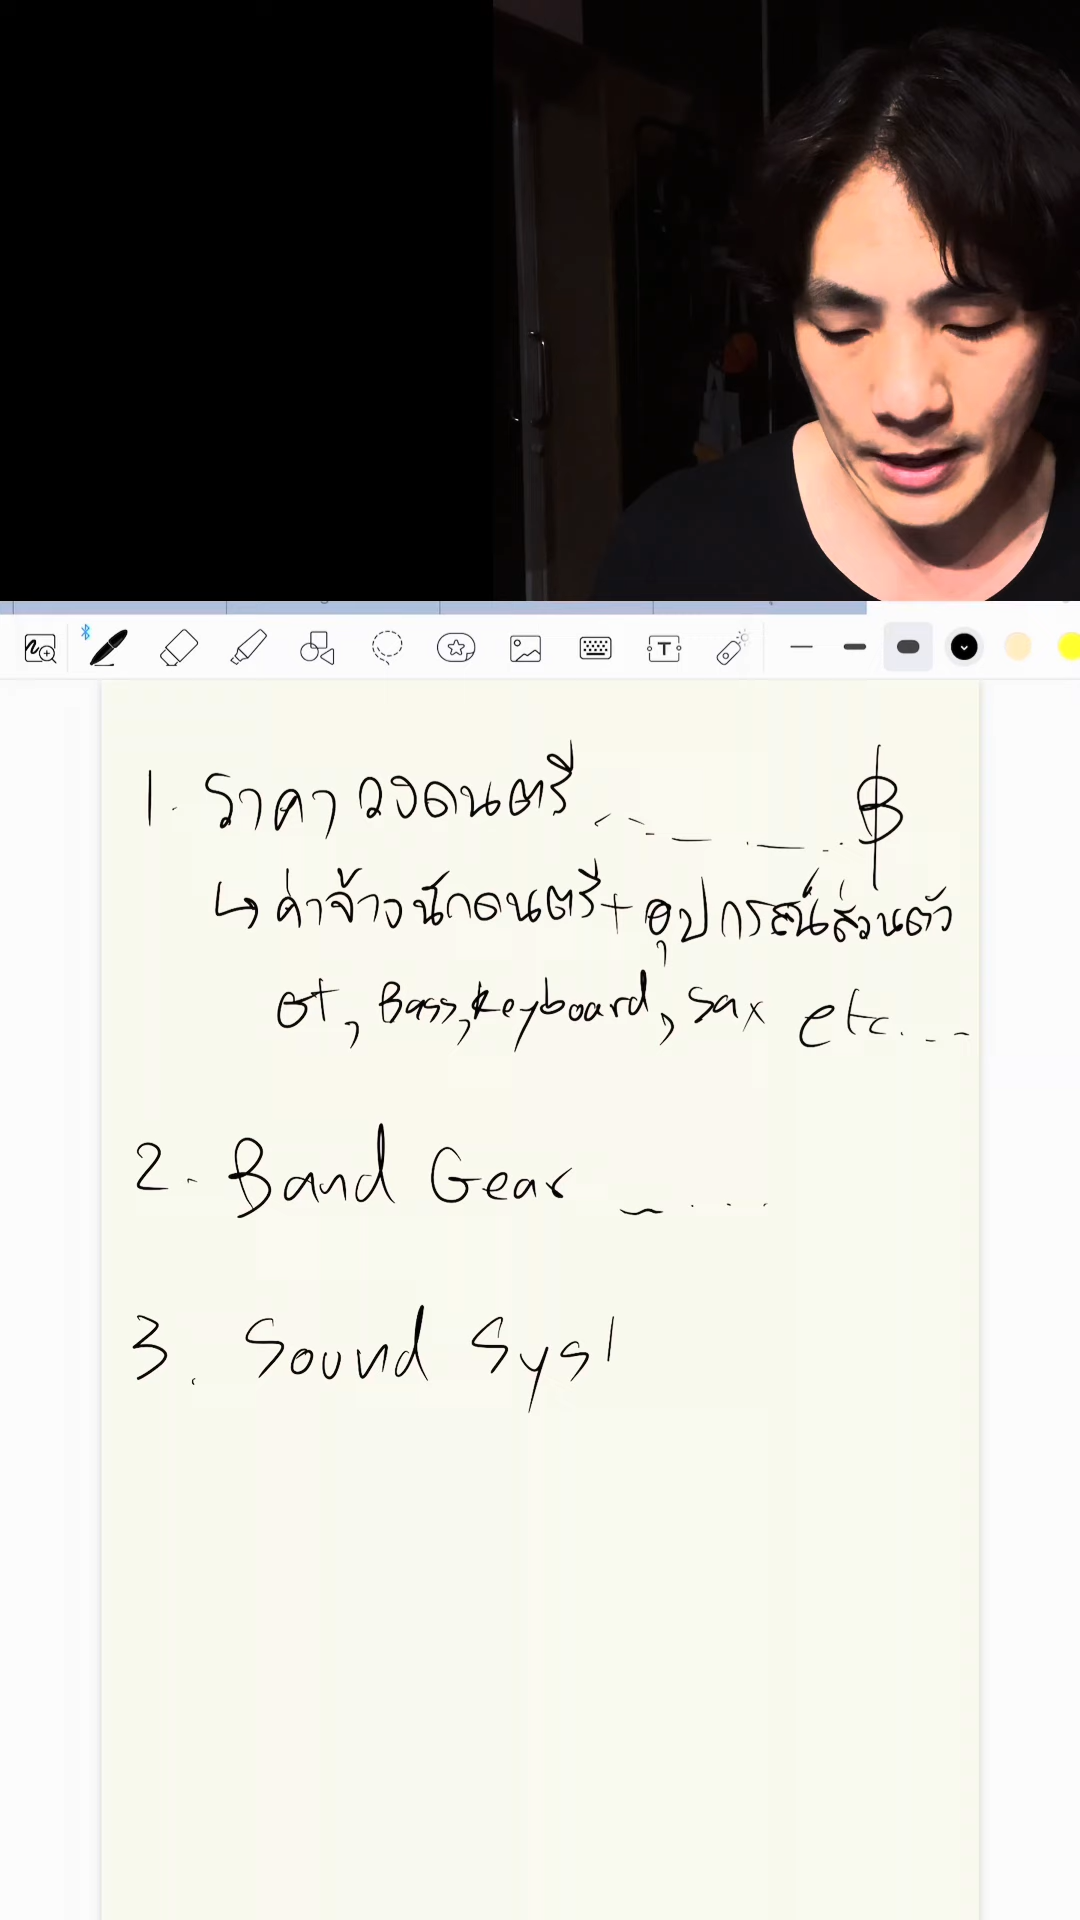 1. ราคาวงดนตรี ........ ฿
↳ ค่าจ้างนักดนตรี + อุปกรณ์ส่วนตัว
Gt, Bass, Keyboard, Sax etc....
2. Band Gear ....
3. Sound Syst